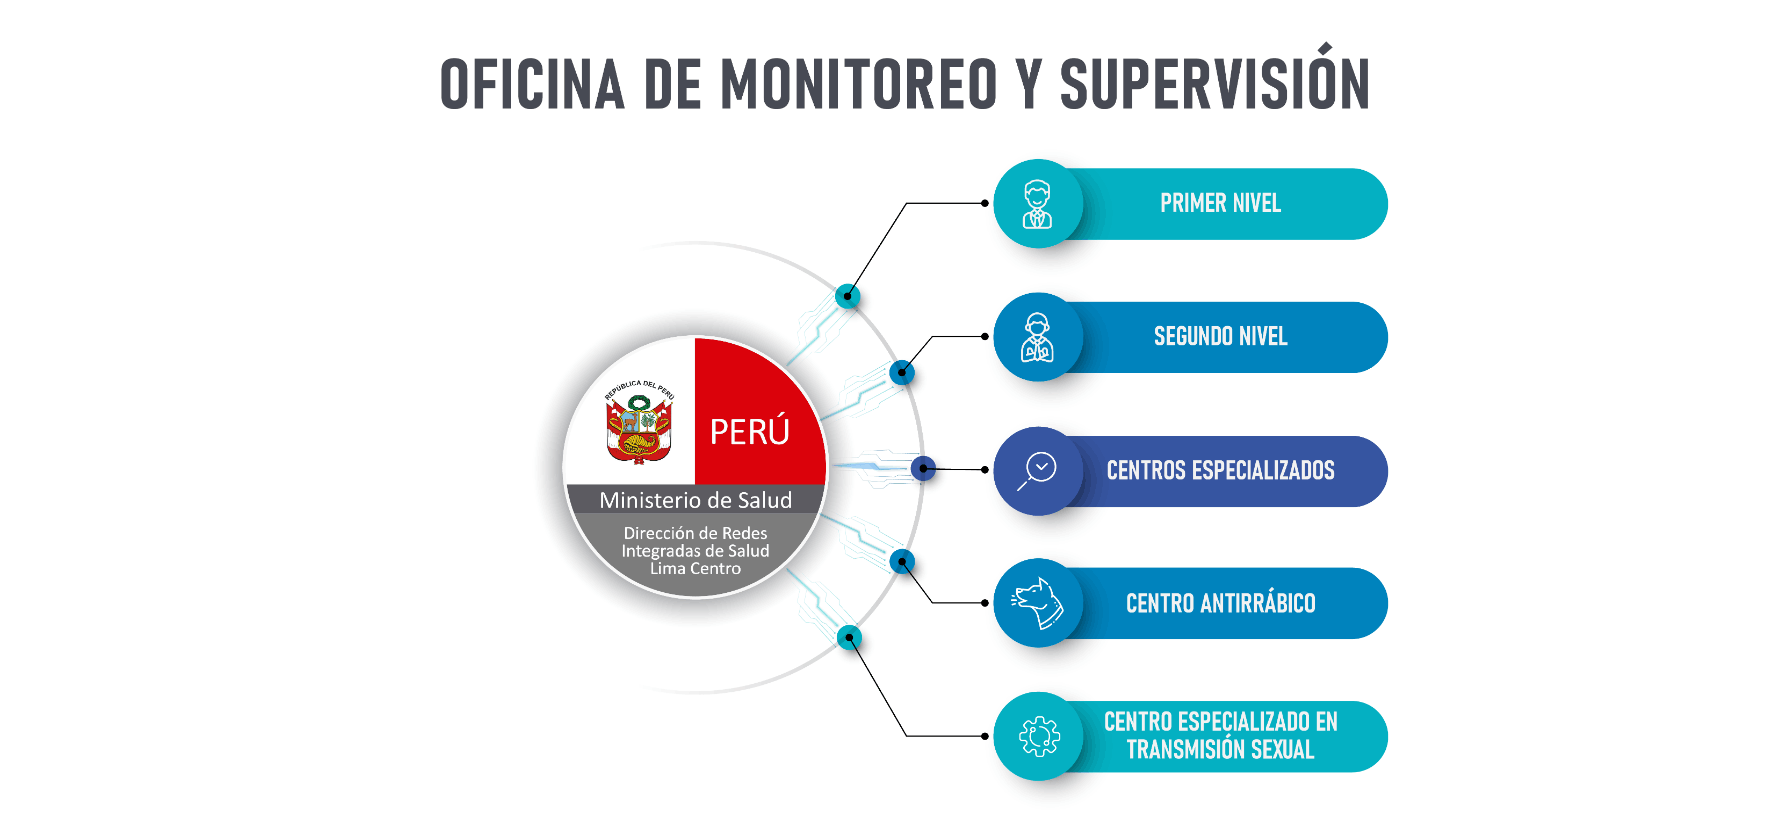 OFICINA DE MONITOREO Y SUPERVISIÓN
PRIMER NIVEL
SEGUNDO NIVEL
REPÚBLICA DEL PERÚ
PERÚ
CENTROS ESPECIALIZADOS
Ministerio de Salud
Dirección de Redes
Integradas de Salud
Lima Centro
CENTRO ANTIRRÁBICO
CENTRO ESPECIALIZADO EN
TRANSMISIÓN SEXUAL